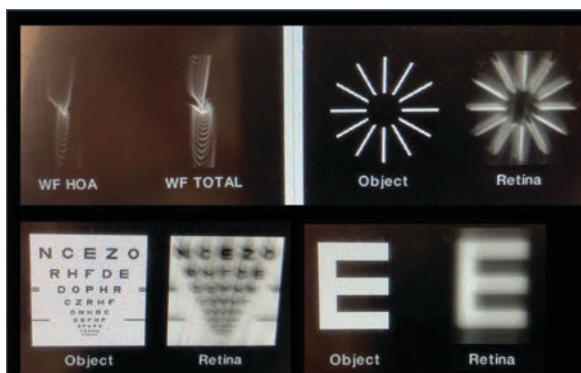 WF HOA
WF TOTAL
Object
Retina
N C E Z O
R H F D E
D O P H R
C Z R H F
O N H R C
Object
Retina
N C E Z O
E
Object
E
Retina